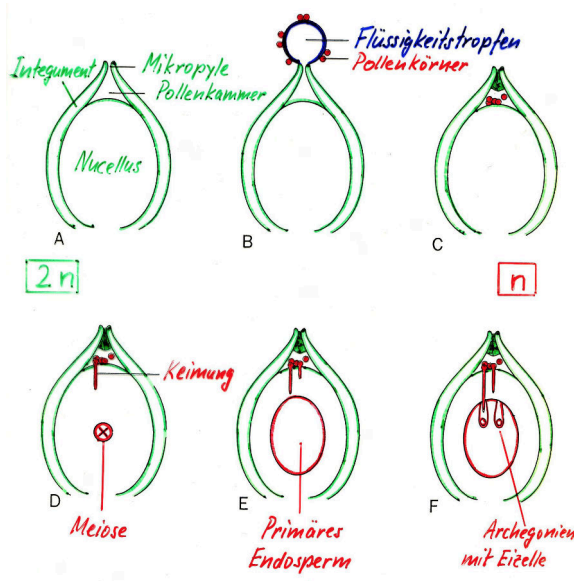 Integument
Mikropyle
Pollenkammer
Nucellus
A
Flüssigkeitstropfen
Pollenkörner
B
C
2n
n
Keimung
D
Meiose
E
Primäres
Endosperm
F
Archegonien
mit Eizelle